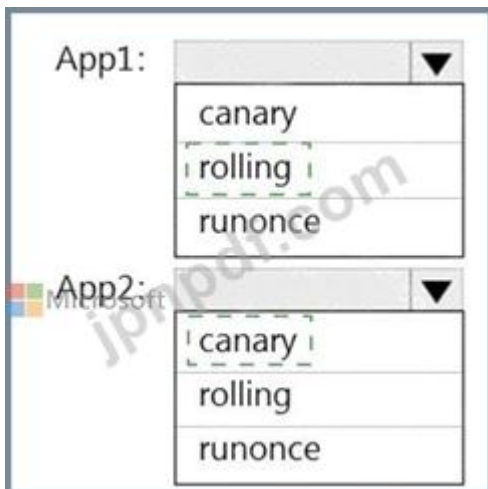 App1:
canary
rolling
runonce
App2:
Microsoft
canary
rolling
runonce
jpnpdf.com